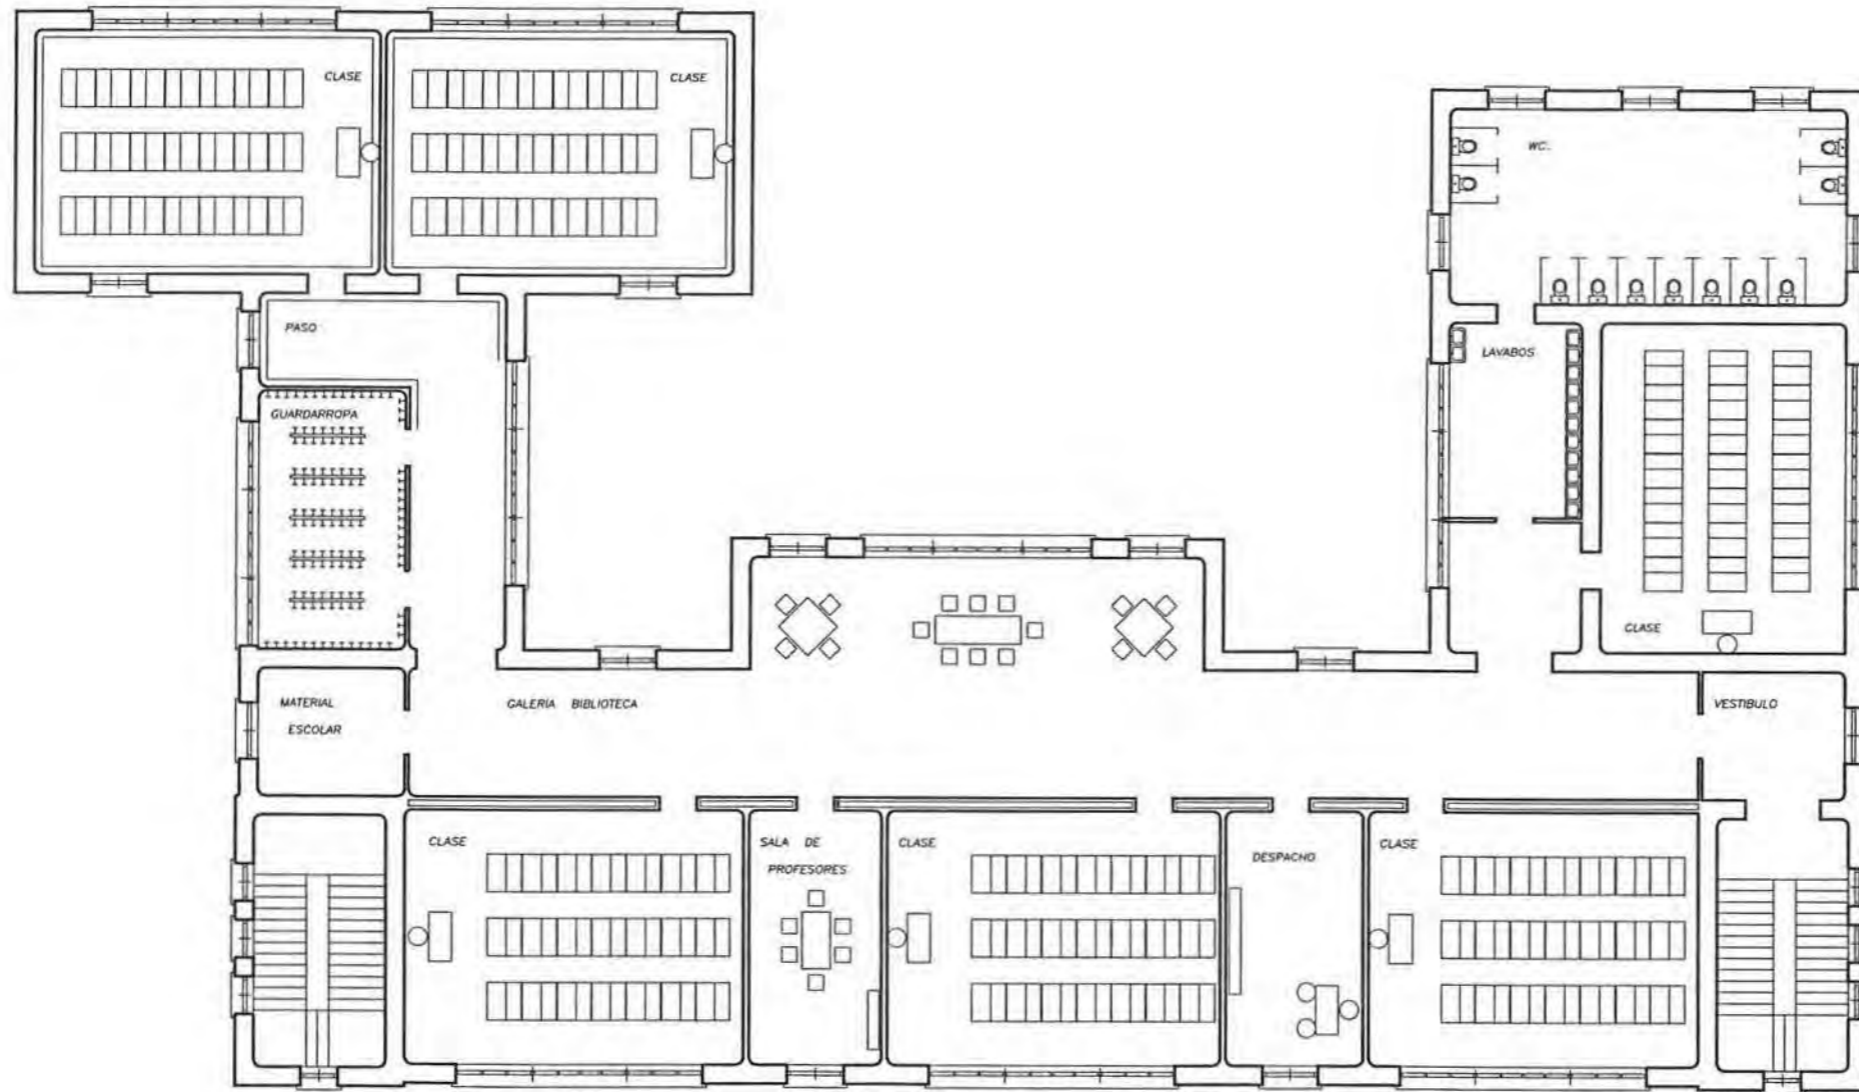 CLASE
CLASE
WC.
PASO
LAVABOS
GUARDARROPA
CLASE
MATERIAL
ESCOLAR
GALERIA BIBLIOTECA
VESTIBULO
CLASE
SALA DE
PROFESORES
CLASE
DESPACHO
CLASE